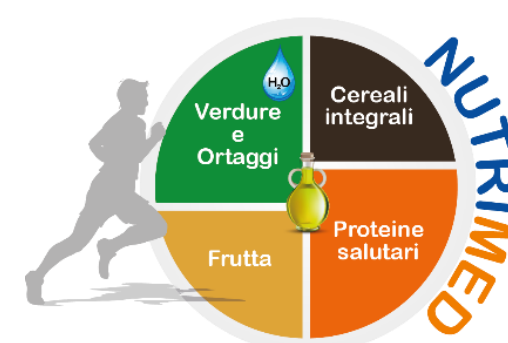 H₂O
Verdure
e
Ortaggi
Cereali
integrali
Frutta
Proteine
salutari
NUTRIMED